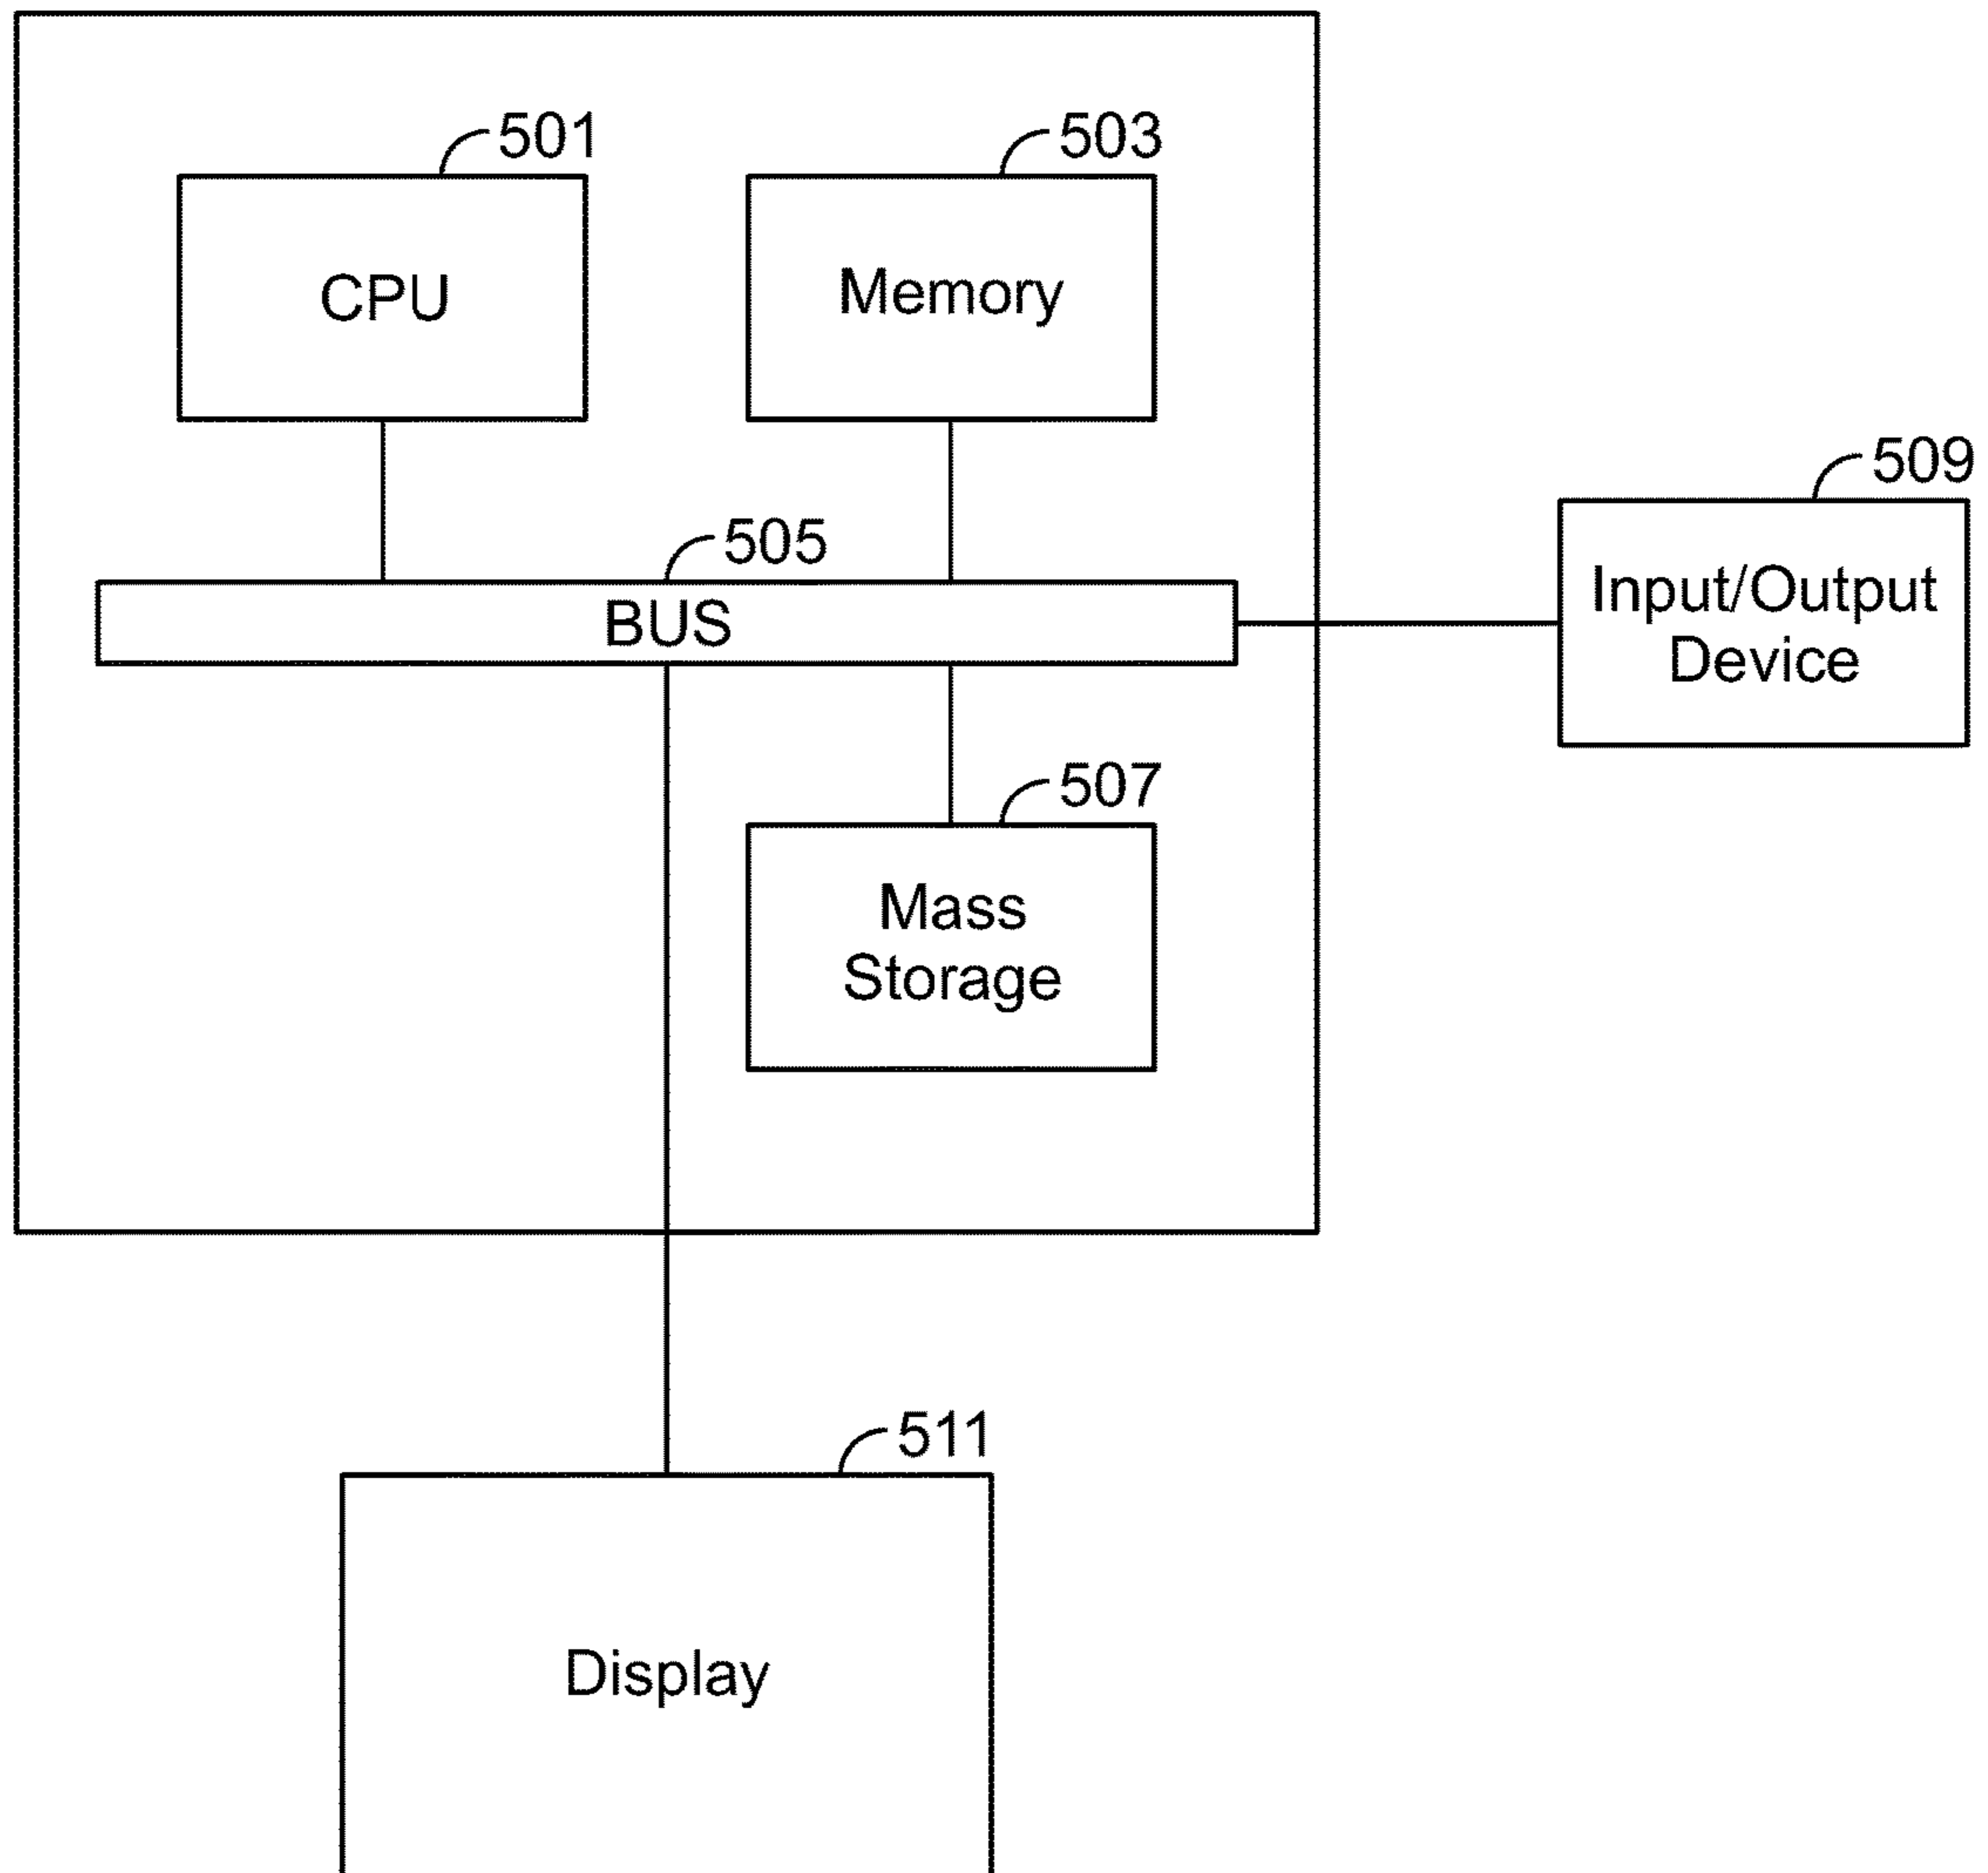 501
CPU
503
Memory
505
BUS
509
Input/Output
Device
507
Mass
Storage
511
Display